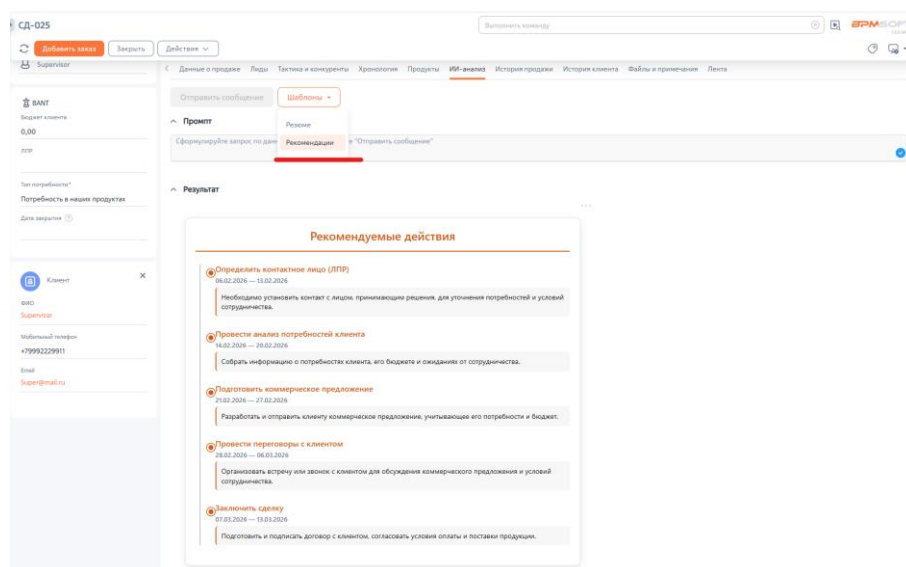 СД-025
Выполнить команду
BPMSOFT
Добавить заказ
Закрыть
Действия
Supervisor
Данные о продаже Лиды Тактика и конкуренты Хронология Продукты ИИ-анализ История продажи История клиента Файлы и примечания Лента
Отправить сообщение
Шаблоны
BANT
Бюджет клиента
0,00
ЛПР
Тип потребности*
Потребность в наших продуктах
Дата закрытия
Промпт
Резюме
Рекомендации
Сформулируйте запрос по дан
"Отправить сообщение"
Результат
Клиент
ФИО
Supervisor
Мобильный телефон
+79992229911
Email
Super@mail.ru
Рекомендуемые действия
Определить контактное лицо (ЛПР)
06.02.2026 — 13.02.2026
Необходимо установить контакт с лицом, принимающим решения, для уточнения потребностей и условий
сотрудничества.
Провести анализ потребностей клиента
14.02.2026 — 20.02.2026
Собрать информацию о потребностях клиента, его бюджете и ожиданиях от сотрудничества.
Подготовить коммерческое предложение
21.02.2026 — 27.02.2026
Разработать и отправить клиенту коммерческое предложение, учитывающее его потребности и бюджет.
Провести переговоры с клиентом
28.02.2026 — 06.03.2026
Организовать встречу или звонок с клиентом для обсуждения коммерческого предложения и условий
сотрудничества.
Заключить сделку
07.03.2026 — 13.03.2026
Подготовить и подписать договор с клиентом, согласовать условия оплаты и поставки продукции.